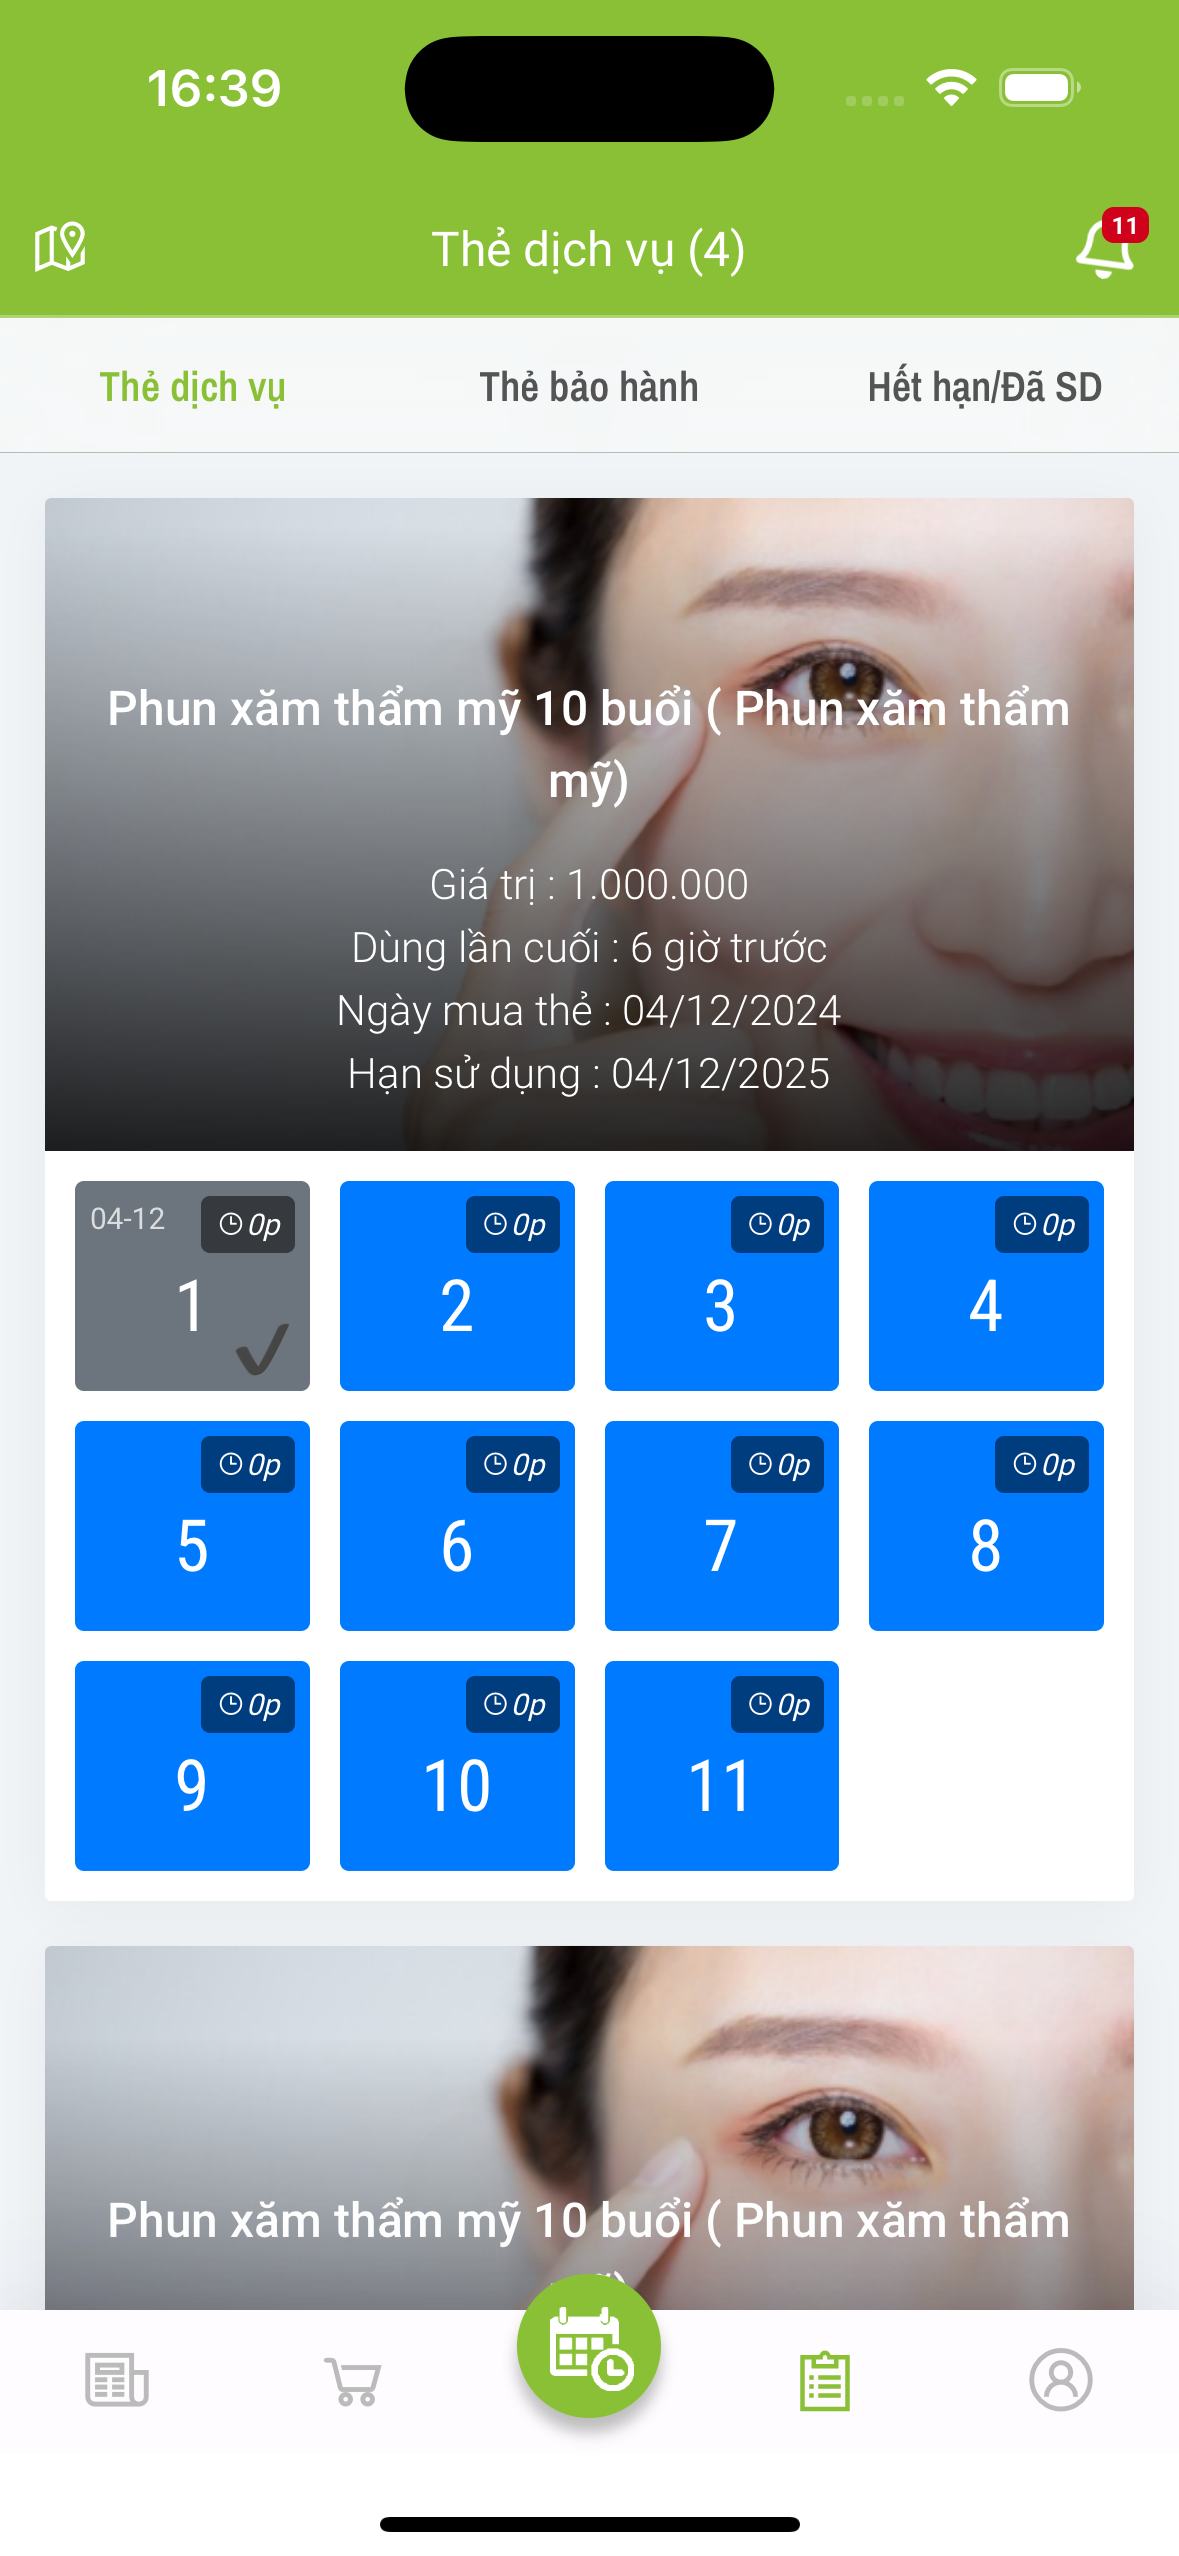 16:39
Thẻ dịch vụ (4)
11
Thẻ dịch vụ
Thẻ bảo hành
Hết hạn/Đã SD
Phun xăm thẩm mỹ 10 buổi ( Phun xăm thẩm
mỹ)
Giá trị : 1.000.000
Dùng lần cuối : 6 giờ trước
Ngày mua thẻ : 04/12/2024
Hạn sử dụng : 04/12/2025
04-12
0p
1
0p
2
0p
3
0p
4
0p
5
0p
6
0p
7
0p
8
0p
9
0p
10
0p
11
Phun xăm thẩm mỹ 10 buổi ( Phun xăm thẩm